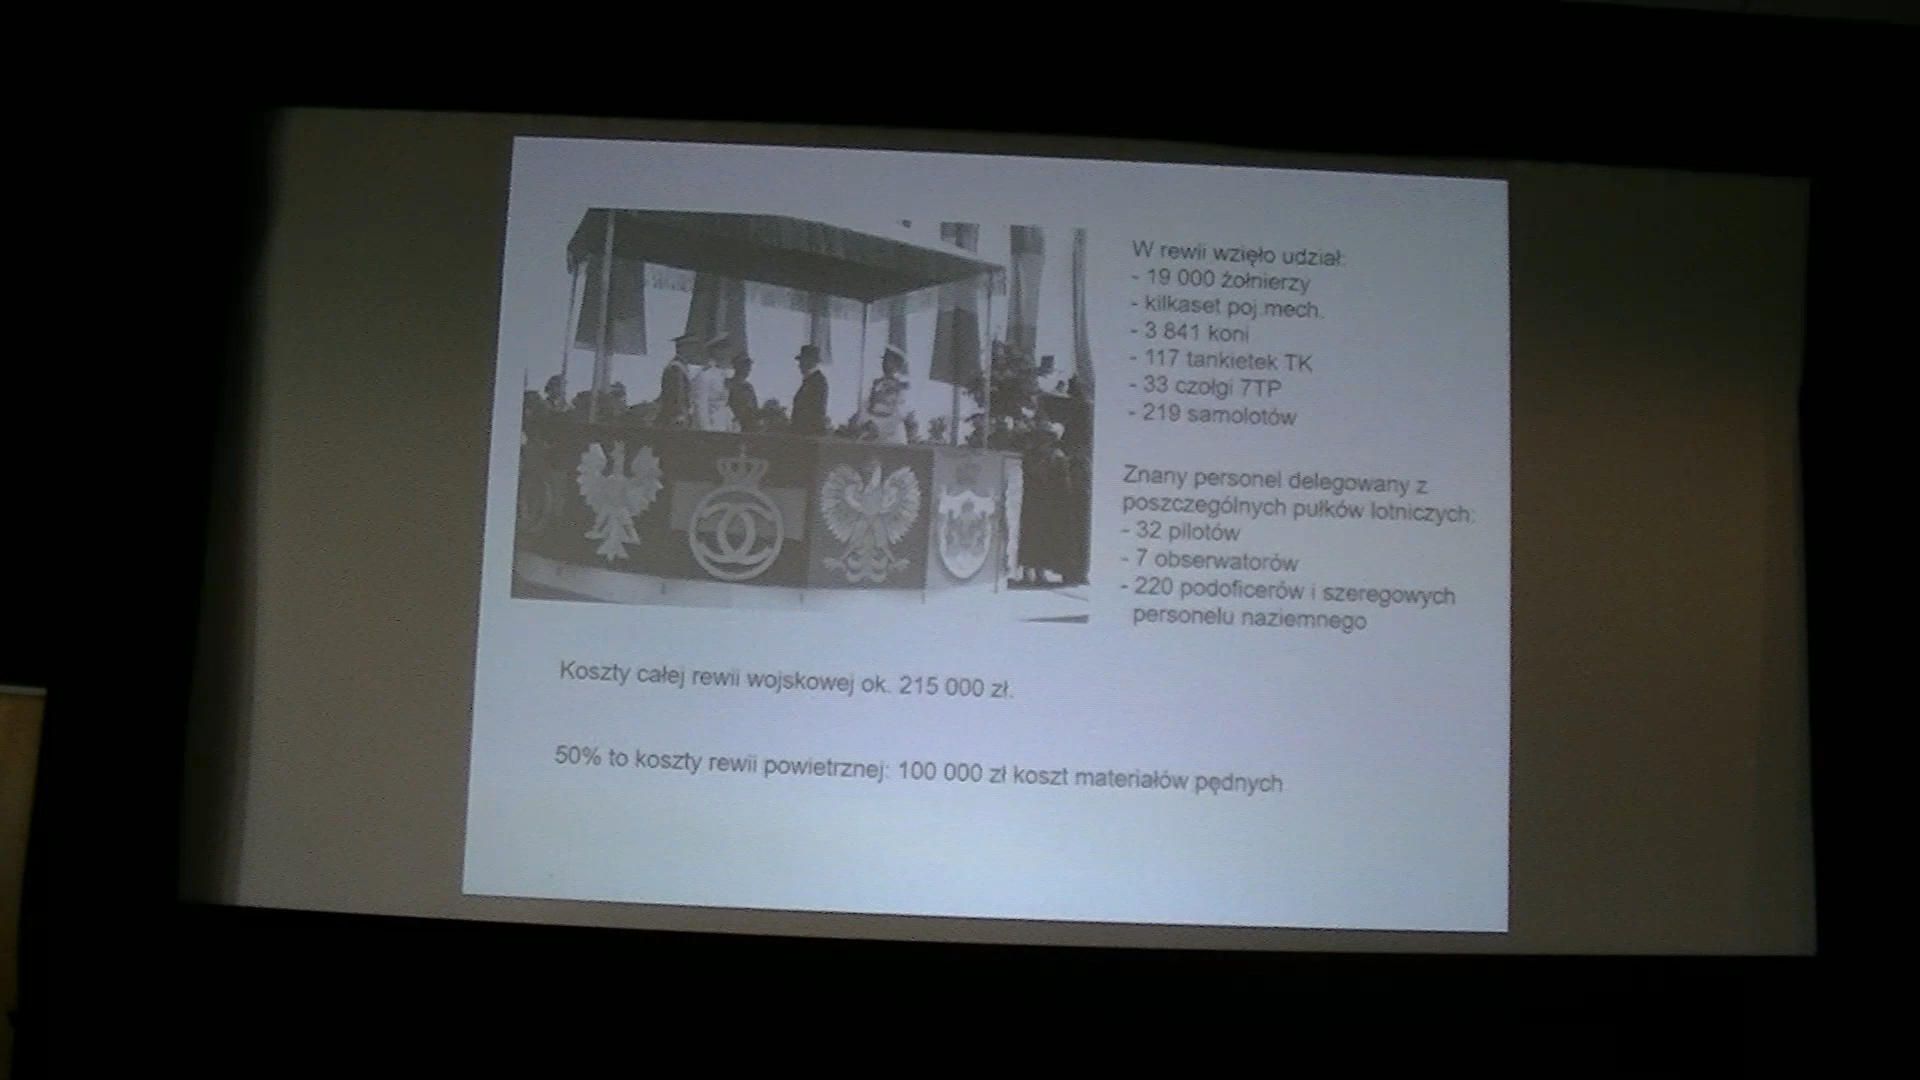 W rewii wzięło udział:
- 19 000 żołnierzy
- kilkaset poj.mech.
- 3 841 koni
- 117 tankietek TK
- 33 czołgi 7TP
- 219 samolotów
Znany personel delegowany z
poszczególnych pułków lotniczych:
- 32 pilotów
- 7 obserwatorów
- 220 podoficerów i szeregowych
personelu naziemnego
Koszty całej rewii wojskowej ok. 215 000 zł.
50% to koszty rewii powietrznej: 100 000 zł koszt materiałów pędnych